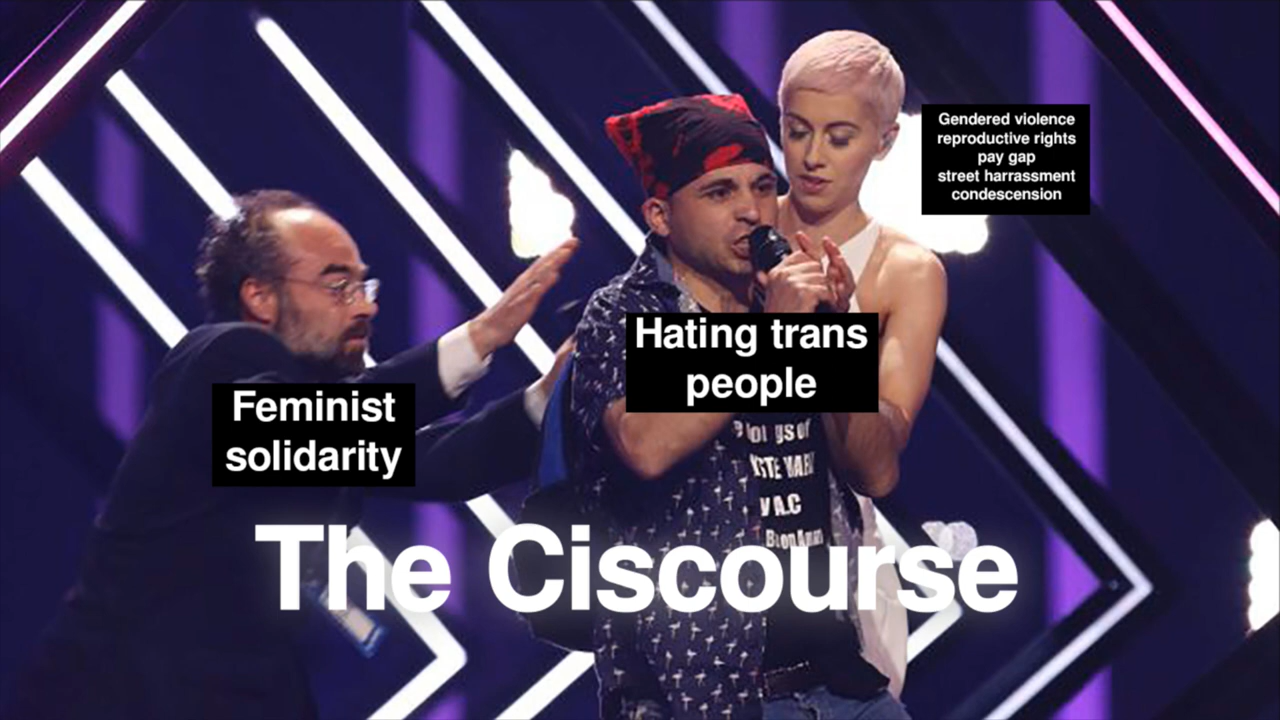 Gendered violence
reproductive rights
pay gap
street harrassment
condescension
Hating trans
people
Feminist
solidarity
The Ciscourse